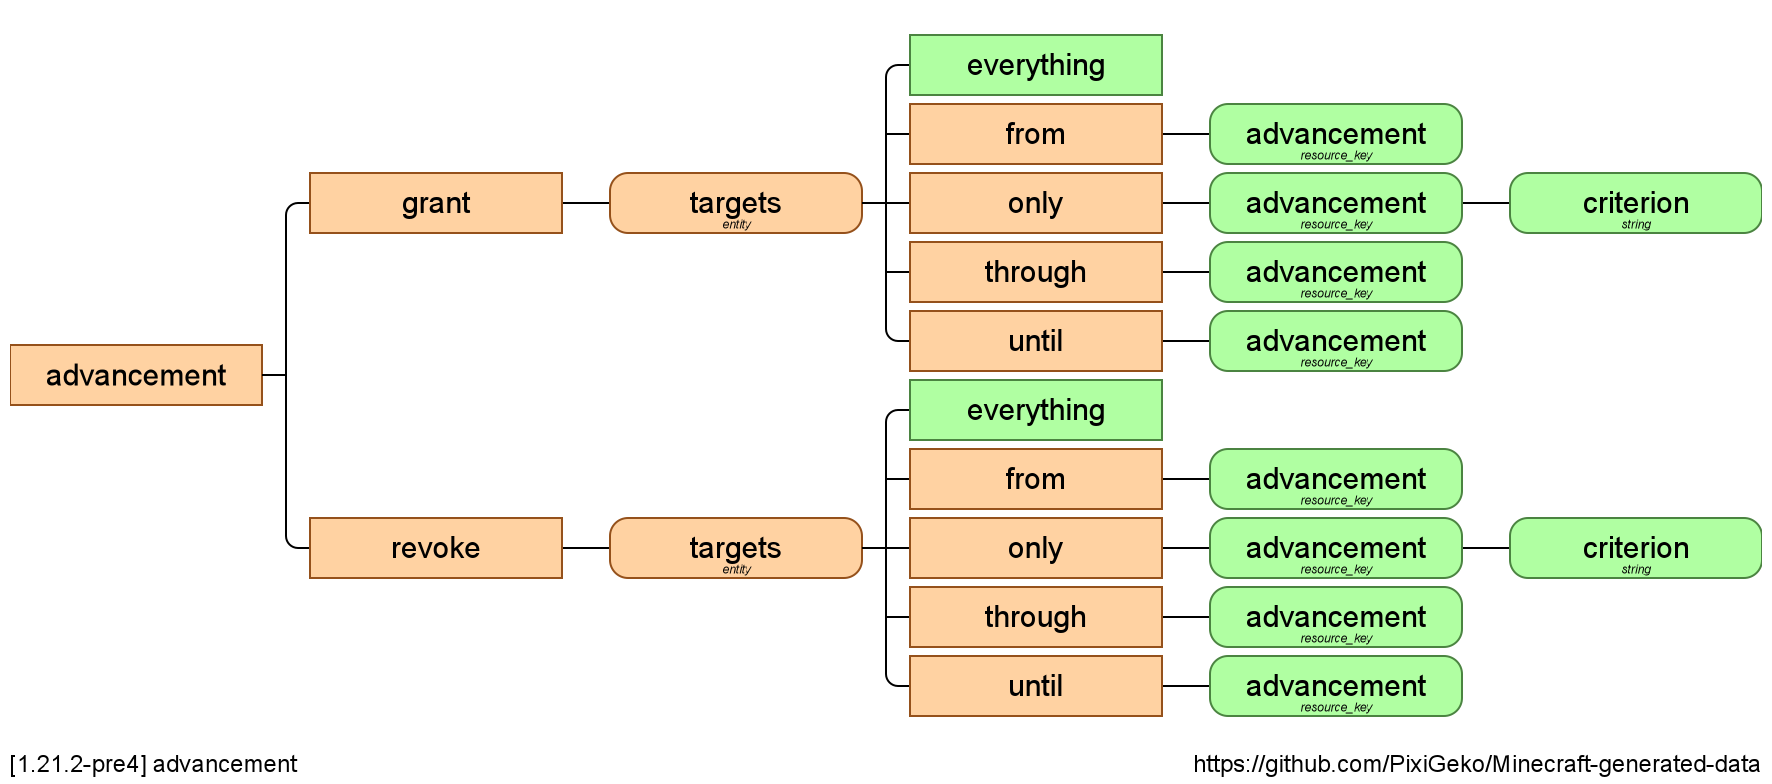 everything
from advancement
resource_key
grant targets only advancement criterion
entity resource_key string
through advancement
resource_key
until advancement
resource_key
advancement
everything
from advancement
resource_key
revoke targets only advancement criterion
entity resource_key string
through advancement
resource_key
until advancement
resource_key
[1.21.2-pre4] advancement
https://github.com/PixiGeko/Minecraft-generated-data